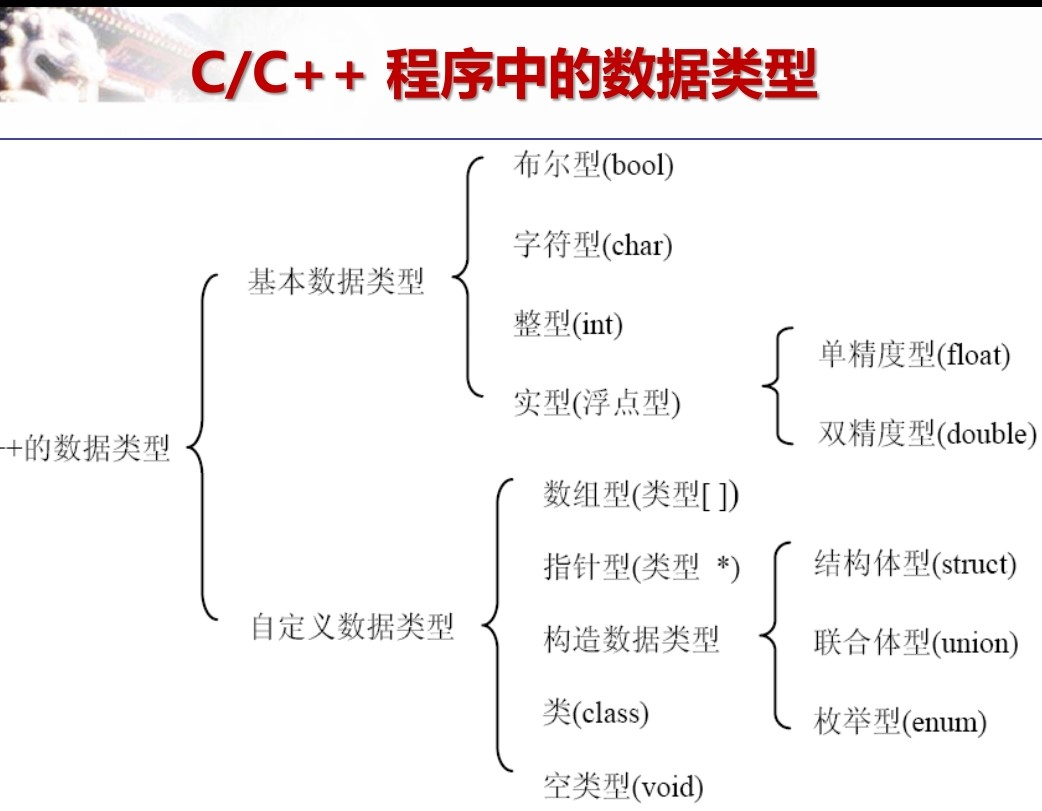 C/C++ 程序中的数据类型
布尔型(bool)
字符型(char)
基本数据类型
整型(int)
实型(浮点型)
单精度型(float)
双精度型(double)
+的数据类型
数组型(类型[ ])
指针型(类型 *)
自定义数据类型
构造数据类型
结构体型(struct)
联合体型(union)
枚举型(enum)
类(class)
空类型(void)